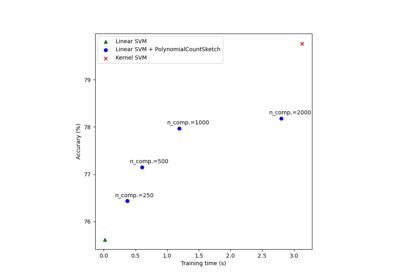 Linear SVM
Linear SVM + PolynomialCountSketch
Kernel SVM
79
78
77
76
n_comp.=2000
n_comp.=1000
n_comp.=500
n_comp.=250
Accurary (%)
0.0 0.5 1.0 1.5 2.0 2.5 3.0
Training time (s)